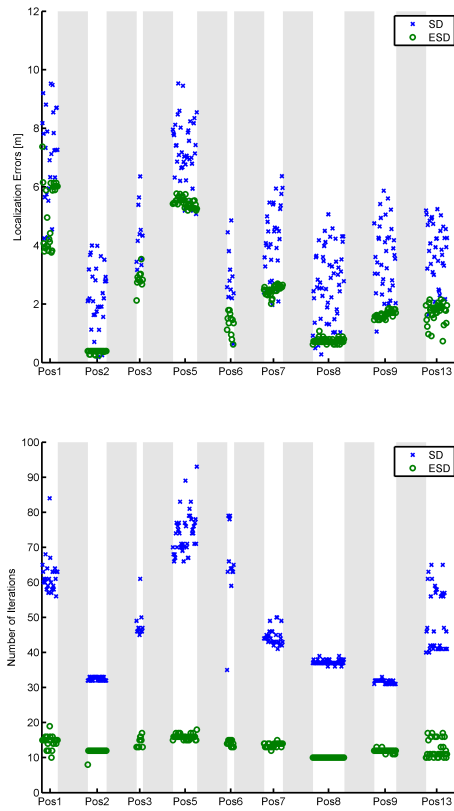 12
10
8
6
4
2
0
Localization Errors [m]
SD
ESD
Pos1 Pos2 Pos3 Pos5 Pos6 Pos7 Pos8 Pos9 Pos13
100
90
80
70
60
50
40
30
20
10
0
Number of Iterations
SD
ESD
Pos1 Pos2 Pos3 Pos5 Pos6 Pos7 Pos8 Pos9 Pos13